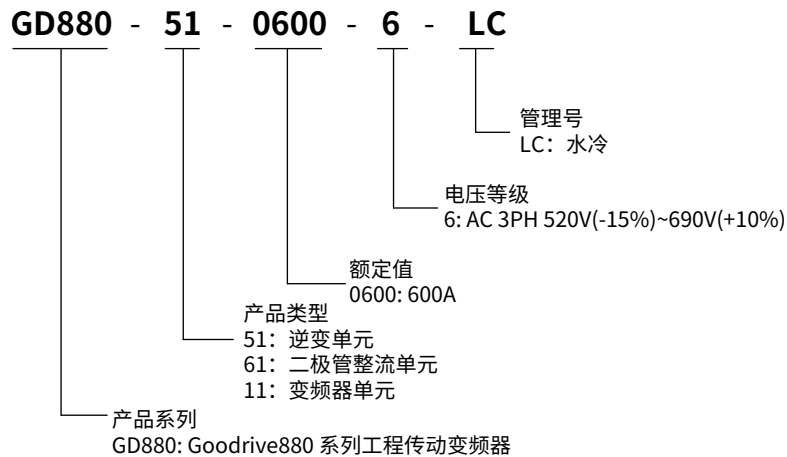 GD880 - 51 - 0600 - 6 - LC
管理号
LC：水冷
电压等级
6: AC 3PH 520V(-15%)~690V(+10%)
额定值
0600: 600A
产品类型
51：逆变单元
61：二极管整流单元
11：变频器单元
产品系列
GD880: Goodrive880 系列工程传动变频器